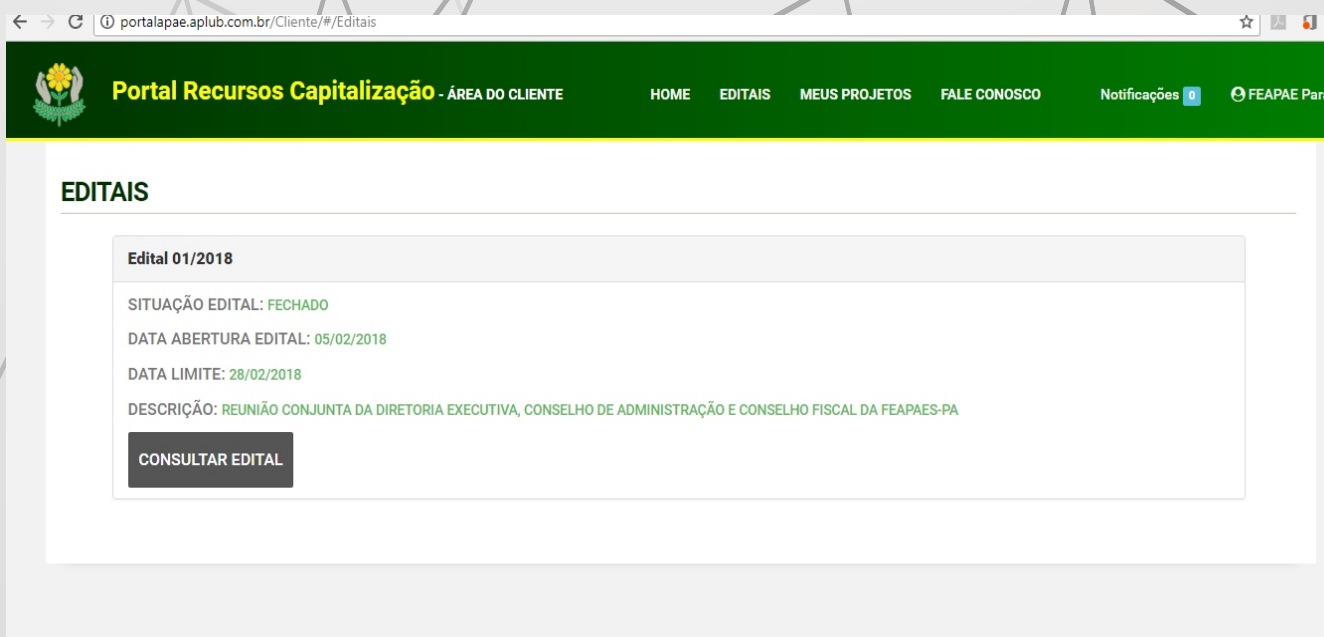 portalapae.aplub.com.br/Cliente/#/Editais
Portal Recursos Capitalização - ÁREA DO CLIENTE HOME EDITAIS MEUS PROJETOS FALE CONOSCO Notificações 0 FEAPAE Par
EDITAIS
Edital 01/2018
SITUAÇÃO EDITAL: FECHADO
DATA ABERTURA EDITAL: 05/02/2018
DATA LIMITE: 28/02/2018
DESCRIÇÃO: REUNIÃO CONJUNTA DA DIRETORIA EXECUTIVA, CONSELHO DE ADMINISTRAÇÃO E CONSELHO FISCAL DA FEAPAES-PA
CONSULTAR EDITAL